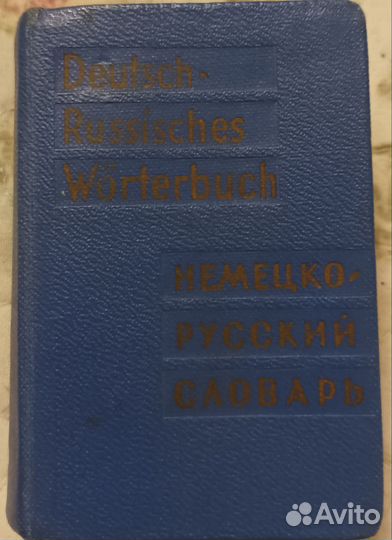 Deutsch-
Russisches
Wörterbuch
НЕМЕЦКО-
РУССКИЙ
СЛОВАРЬ
Avito